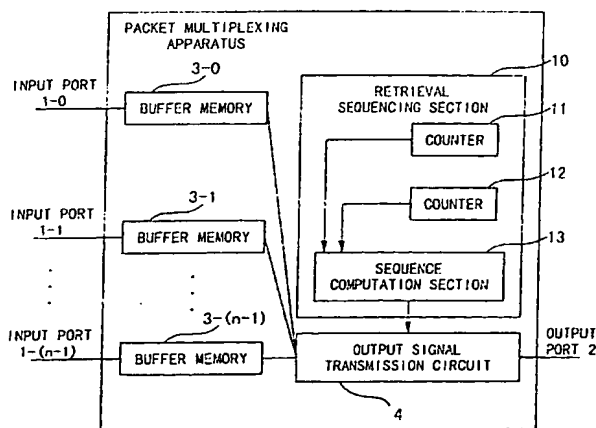 PACKET MULTIPLEXING
APPARATUS
INPUT PORT
1-0
3-0
BUFFER MEMORY
10
RETRIEVAL
SEQUENCING SECTION
11
COUNTER
12
COUNTER
INPUT PORT
1-1
3-1
BUFFER MEMORY
13
SEQUENCE
COMPUTATION SECTION
INPUT PORT
1-(n-1)
3-(n-1)
BUFFER MEMORY
OUTPUT SIGNAL
TRANSMISSION CIRCUIT
4
OUTPUT
PORT 2